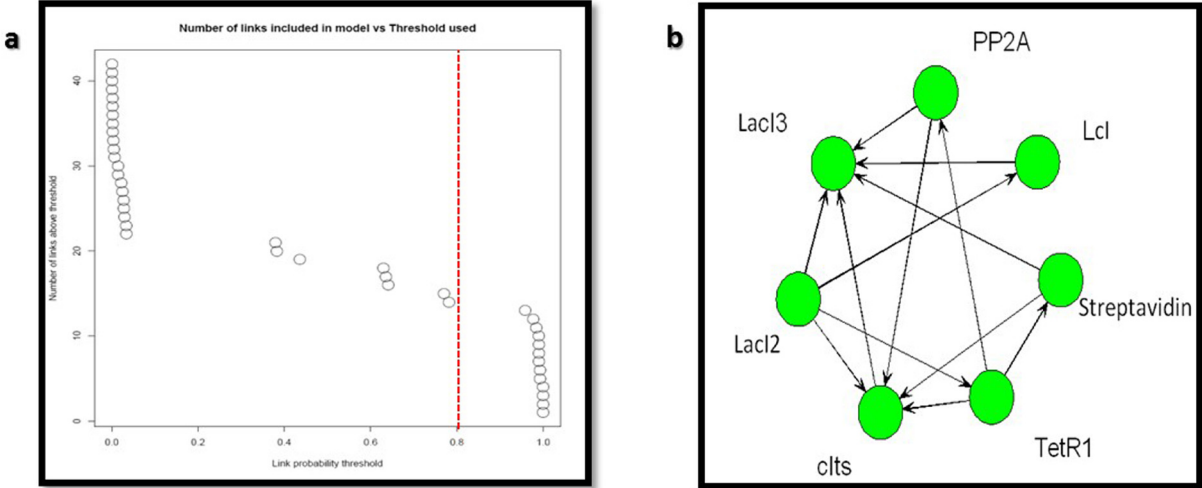 a
Number of links included in model vs Threshold used
Number of links above threshold
40
30
20
10
0
0.0 0.2 0.4 0.6 0.8 1.0
Link probability threshold
b
PP2A
LacI3
LcI
Streptavidin
LacI2
TetR1
cIts